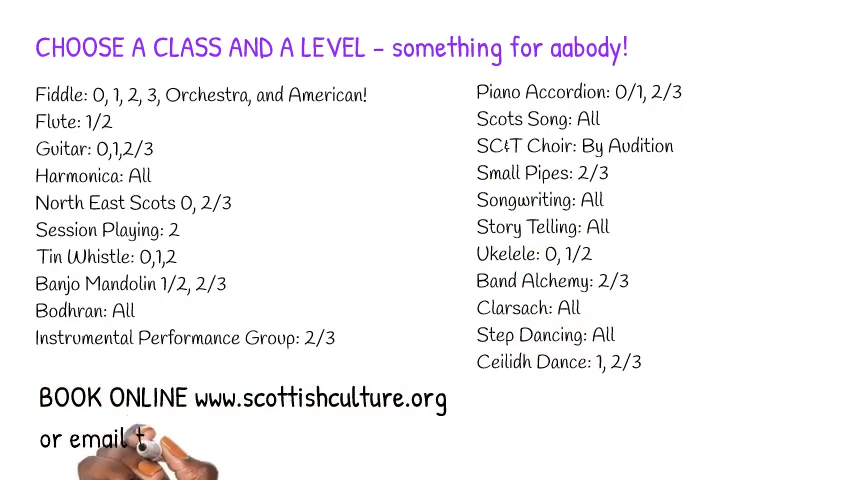 CHOOSE A CLASS AND A LEVEL - something for aabody!
Fiddle: 0, 1, 2, 3, Orchestra, and American!
Flute: 1/2
Guitar: 0,1,2/3
Harmonica: All
North East Scots 0, 2/3
Session Playing: 2
Tin Whistle: 0,1,2
Banjo Mandolin 1/2, 2/3
Bodhran: All
Instrumental Performance Group: 2/3
Piano Accordion: 0/1, 2/3
Scots Song: All
SC&T Choir: By Audition
Small Pipes: 2/3
Songwriting: All
Story Telling: All
Ukelele: 0, 1/2
Band Alchemy: 2/3
Clarsach: All
Step Dancing: All
Ceilidh Dance: 1, 2/3
BOOK ONLINE www.scottishculture.org
or email